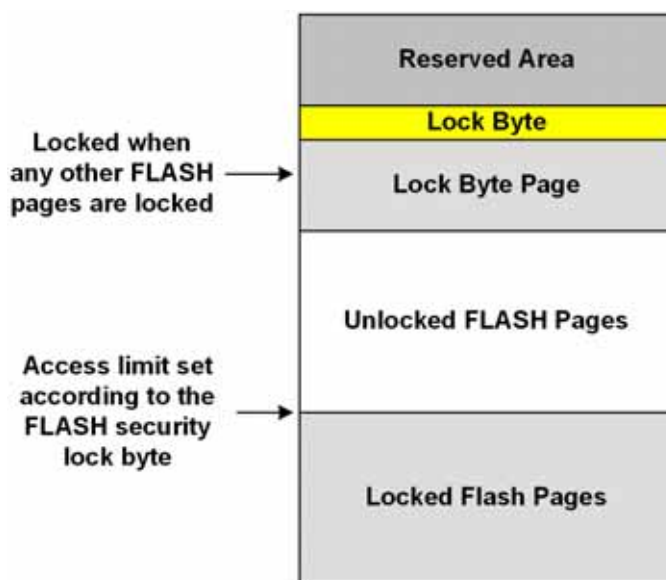 Reserved Area
Lock Byte
Locked when
any other FLASH
pages are locked
Lock Byte Page
Unlocked FLASH Pages
Access limit set
according to the
FLASH security
lock byte
Locked Flash Pages